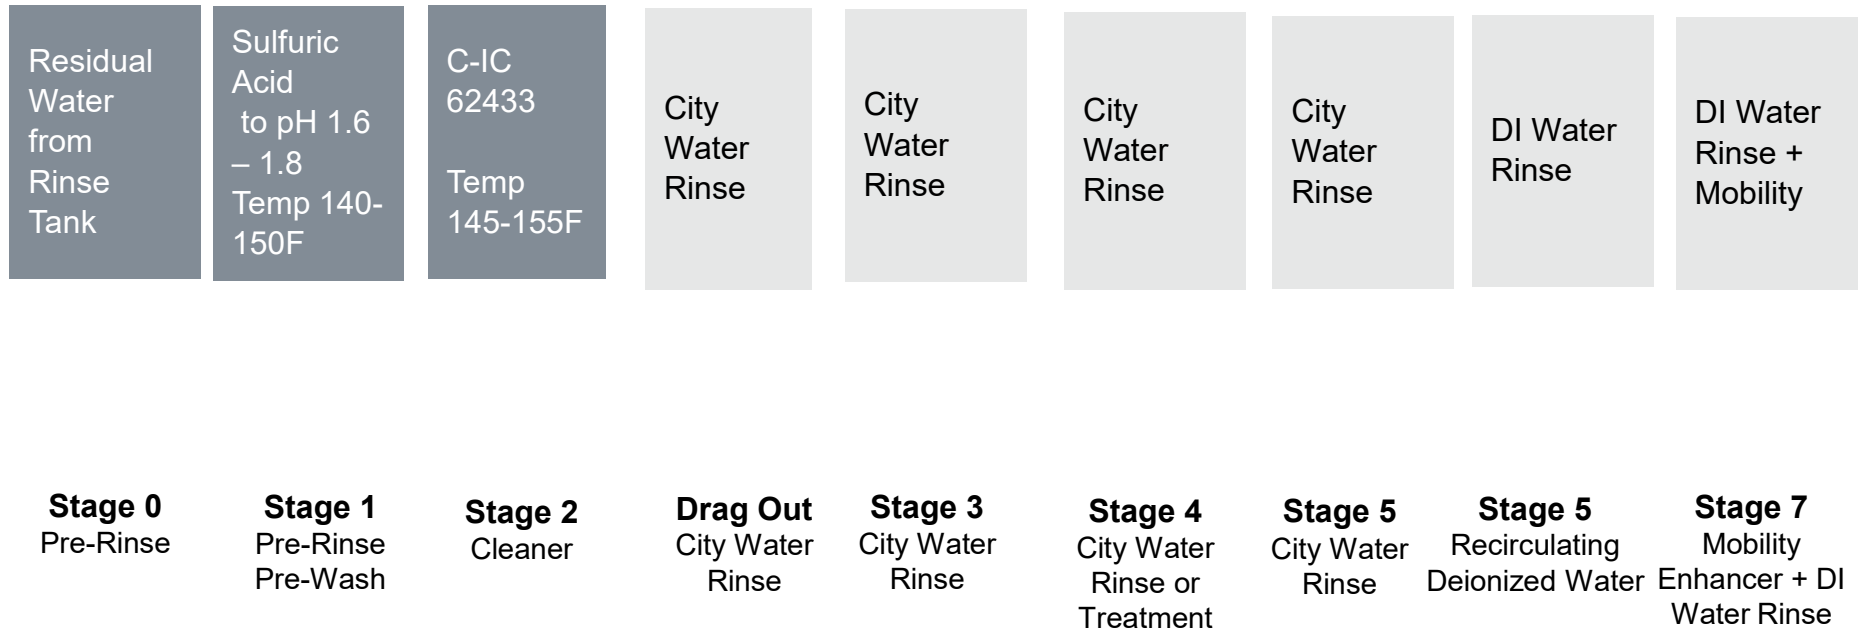 Residual
Water
from
Rinse
Tank
Sulfuric
Acid
to pH 1.6
– 1.8
Temp 140-
150F
C-IC
62433
Temp
145-155F
City
Water
Rinse
City
Water
Rinse
City
Water
Rinse
City
Water
Rinse
DI Water
Rinse
DI Water
Rinse +
Mobility
Stage 0
Pre-Rinse
Stage 1
Pre-Rinse
Pre-Wash
Stage 2
Cleaner
Drag Out
City Water
Rinse
Stage 3
City Water
Rinse
Stage 4
City Water
Rinse or
Treatment
Stage 5
City Water
Rinse
Stage 5
Recirculating
Deionized Water
Stage 7
Mobility
Enhancer + DI
Water Rinse